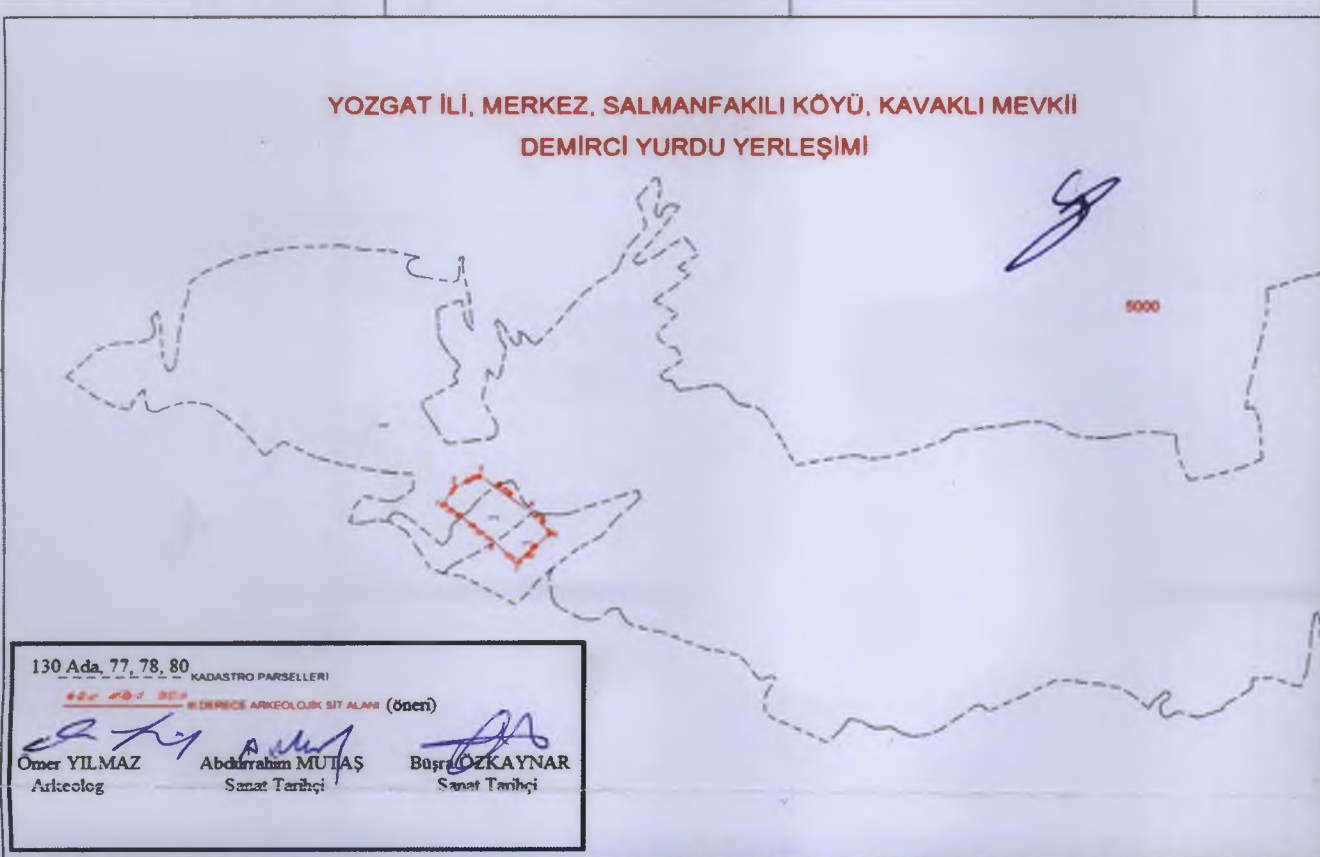 YOZGAT İLİ, MERKEZ, SALMANFAKILI KÖYÜ, KAVAKLI MEVKİİ
DEMİRCİ YURDU YERLEŞİMİ
5000
130 Ada, 77, 78, 80 KADASTRO PARSELLERİ
DERECE ARKEOLOJİK SİT ALANI (öneri)
Ömer YILMAZ Abdurrahim MUTAŞ Büşra ÖZKAYNAR
Arkeolog Sanat Tarihçi Sanat Tarihçi